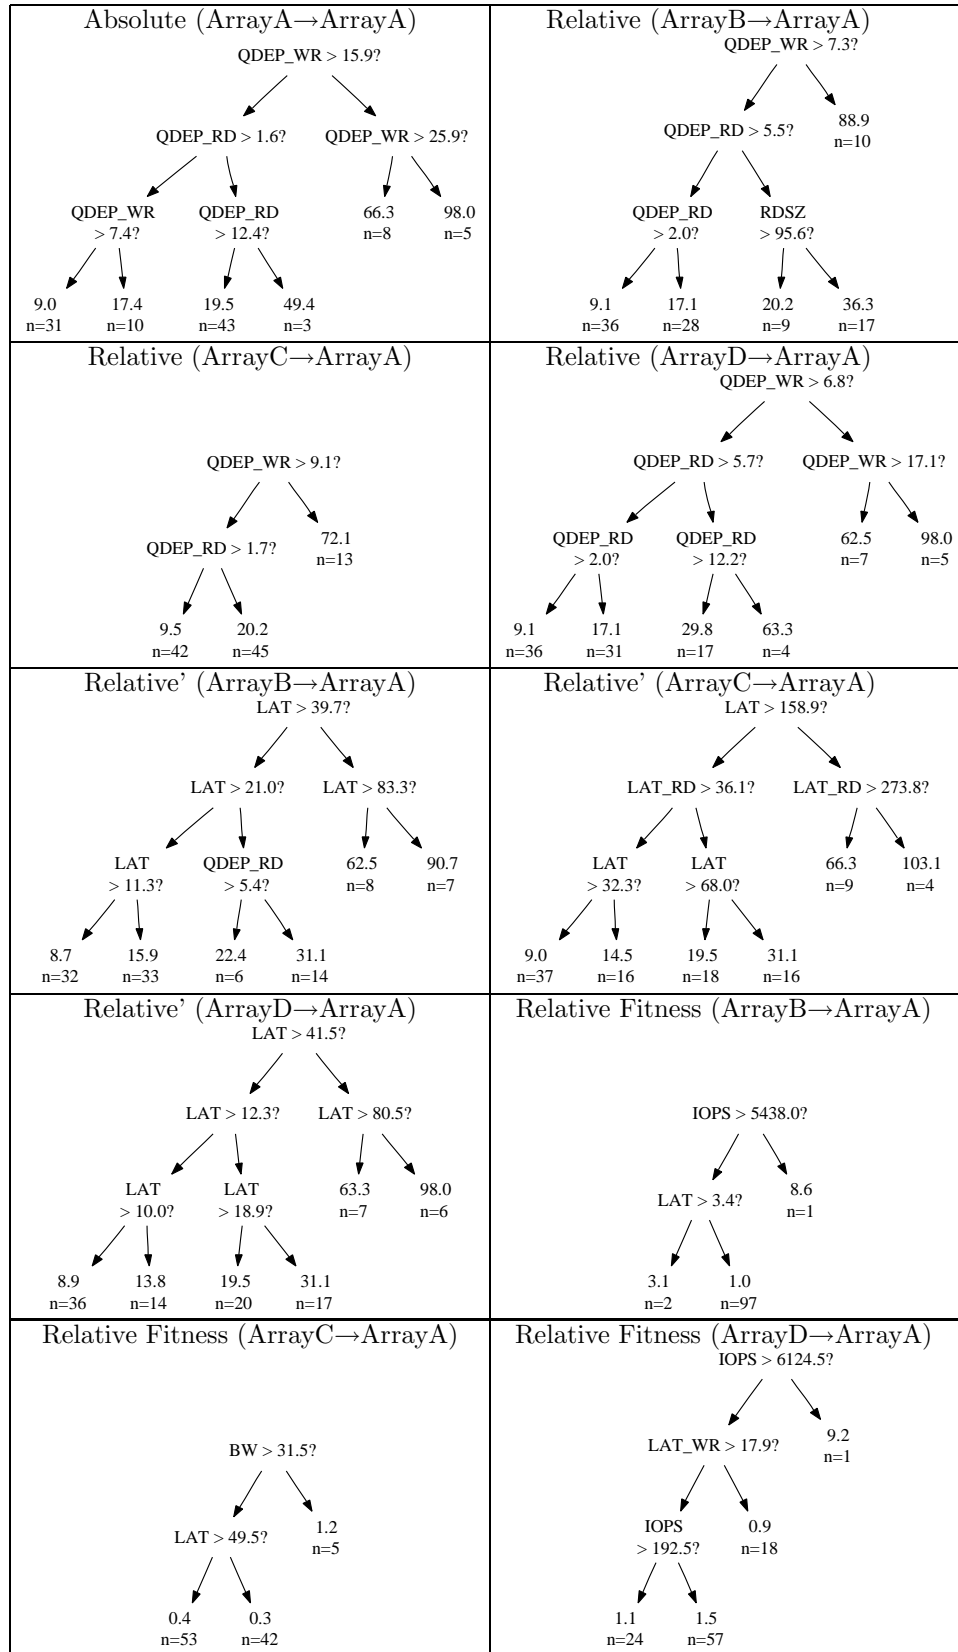 Absolute (ArrayA→ArrayA)
QDEP_WR > 15.9?
QDEP_RD > 1.6?
QDEP_WR > 25.9?
QDEP_WR
> 7.4?
QDEP_RD
> 12.4?
66.3
n=8
98.0
n=5
9.0
n=31
17.4
n=10
19.5
n=43
49.4
n=3
Relative (ArrayB→ArrayA)
QDEP_WR > 7.3?
QDEP_RD > 5.5?
88.9
n=10
QDEP_RD
> 2.0?
RDSZ
> 95.6?
9.1
n=36
17.1
n=28
20.2
n=9
36.3
n=17
Relative (ArrayC→ArrayA)
QDEP_WR > 9.1?
QDEP_RD > 1.7?
72.1
n=13
9.5
n=42
20.2
n=45
Relative (ArrayD→ArrayA)
QDEP_WR > 6.8?
QDEP_RD > 5.7?
QDEP_WR > 17.1?
QDEP_RD
> 2.0?
QDEP_RD
> 12.2?
62.5
n=7
98.0
n=5
9.1
n=36
17.1
n=31
29.8
n=17
63.3
n=4
Relative' (ArrayB→ArrayA)
LAT > 39.7?
LAT > 21.0?
LAT > 83.3?
LAT
> 11.3?
QDEP_RD
> 5.4?
62.5
n=8
90.7
n=7
8.7
n=32
15.9
n=33
22.4
n=6
31.1
n=14
Relative' (ArrayC→ArrayA)
LAT > 158.9?
LAT_RD > 36.1?
LAT_RD > 273.8?
LAT
> 32.3?
LAT
> 68.0?
66.3
n=9
103.1
n=4
9.0
n=37
14.5
n=16
19.5
n=18
31.1
n=16
Relative' (ArrayD→ArrayA)
LAT > 41.5?
LAT > 12.3?
LAT > 80.5?
LAT
> 10.0?
LAT
> 18.9?
63.3
n=7
98.0
n=6
8.9
n=36
13.8
n=14
19.5
n=20
31.1
n=17
Relative Fitness (ArrayB→ArrayA)
IOPS > 5438.0?
LAT > 3.4?
8.6
n=1
3.1
n=2
1.0
n=97
Relative Fitness (ArrayC→ArrayA)
BW > 31.5?
LAT > 49.5?
1.2
n=5
0.4
n=53
0.3
n=42
Relative Fitness (ArrayD→ArrayA)
IOPS > 6124.5?
LAT_WR > 17.9?
9.2
n=1
IOPS
> 192.5?
0.9
n=18
1.1
n=24
1.5
n=57